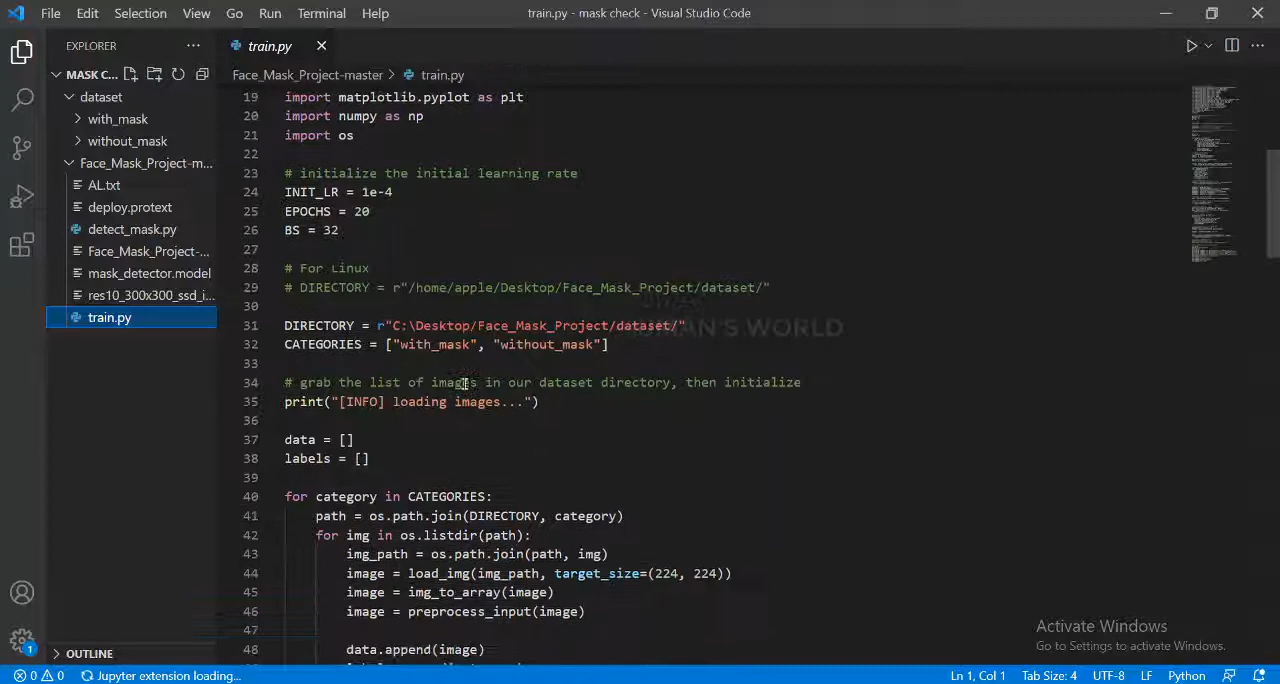 File Edit Selection View Go Run Terminal Help train.py - mask check - Visual Studio Code
EXPLORER ··· train.py
MASK C...
Face_Mask_Project-master > train.py
dataset
with_mask
without_mask
Face_Mask_Project-m...
AL.txt
deploy.protext
detect_mask.py
Face_Mask_Project-...
mask_detector.model
res10_300x300_ssd_i...
train.py
OUTLINE
19 import matplotlib.pyplot as plt
20 import numpy as np
21 import os
22
23 # initialize the initial learning rate
24 INIT_LR = 1e-4
25 EPOCHS = 20
26 BS = 32
27
28 # For Linux
29 # DIRECTORY = r"/home/apple/Desktop/Face_Mask_Project/dataset/"
30
31 DIRECTORY = r"C:\Desktop/Face_Mask_Project/dataset/"
32 CATEGORIES = ["with_mask", "without_mask"]
33
34 # grab the list of images in our dataset directory, then initialize
35 print("[INFO] loading images...")
36
37 data = []
38 labels = []
39
40 for category in CATEGORIES:
41 path = os.path.join(DIRECTORY, category)
42 for img in os.listdir(path):
43 img_path = os.path.join(path, img)
44 image = load_img(img_path, target_size=(224, 224))
45 image = img_to_array(image)
46 image = preprocess_input(image)
47
48 data.append(image)
'S WORLD
Activate Windows
Go to Settings to activate Windows.
1
0 0 Jupyter extension loading... Ln 1, Col 1 Tab Size: 4 UTF-8 LF Python